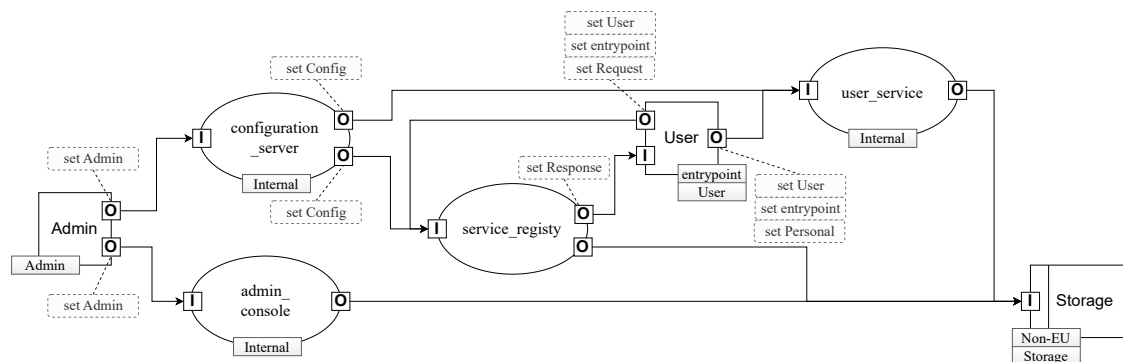 set User
set entrypoint
set Request
set Config
O
I
configuration
_server
O
Internal
set Config
set Admin
I
user_service
O
Internal
O
User
O
I
entrypoint
User
set Response
set User
set entrypoint
set Personal
I
service_registy
O
O
Admin
O
O
Admin
set Admin
I
admin_
console
O
Internal
I
Storage
Non-EU
Storage